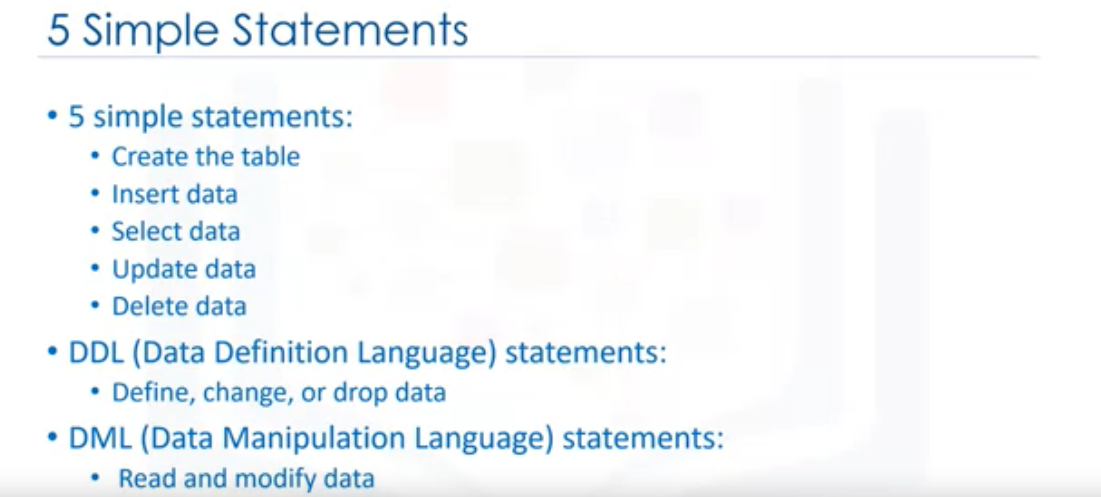 5 Simple Statements
• 5 simple statements:
• Create the table
• Insert data
• Select data
• Update data
• Delete data
• DDL (Data Definition Language) statements:
• Define, change, or drop data
• DML (Data Manipulation Language) statements:
• Read and modify data